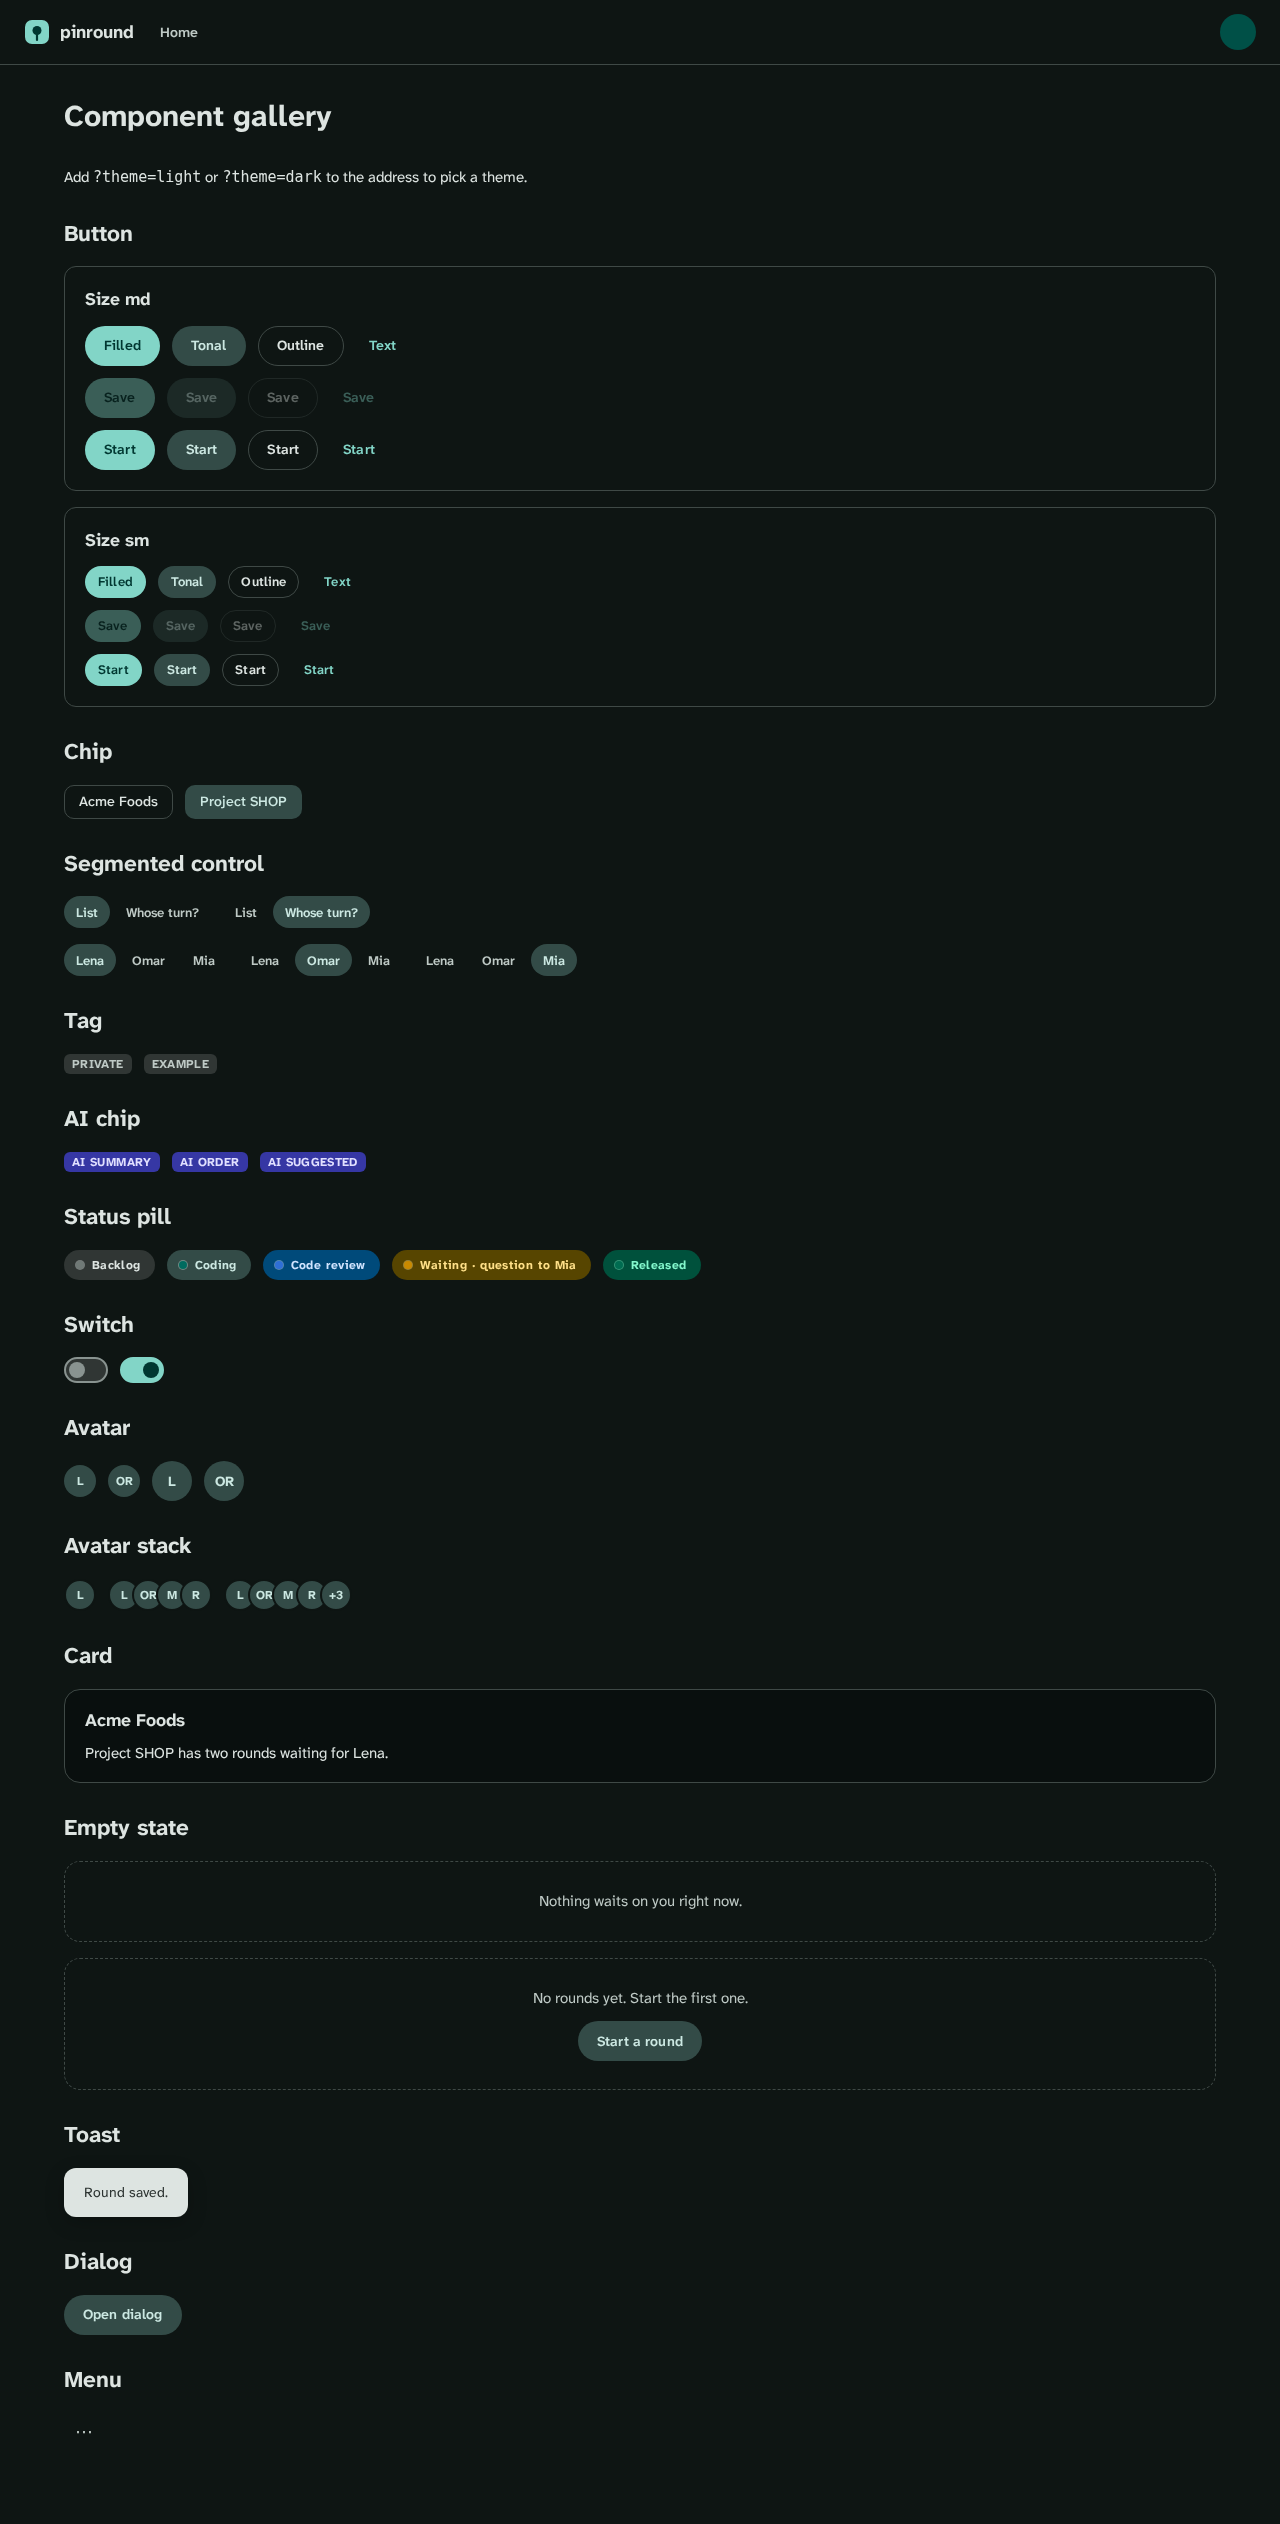 pinround Home
Component gallery
Add ?theme=light or ?theme=dark to the address to pick a theme.
Button
Size md
Filled Tonal Outline Text
Save Save Save Save
Start Start Start Start
Size sm
Filled Tonal Outline Text
Save Save Save Save
Start Start Start Start
Chip
Acme Foods Project SHOP
Segmented control
List Whose turn? List Whose turn?
Lena Omar Mia Lena Omar Mia Lena Omar Mia
Tag
PRIVATE EXAMPLE
AI chip
AI SUMMARY AI ORDER AI SUGGESTED
Status pill
Backlog Coding Code review Waiting · question to Mia Released
Switch
Avatar
L OR L OR
Avatar stack
L L OR M R L OR M R +3
Card
Acme Foods
Project SHOP has two rounds waiting for Lena.
Empty state
Nothing waits on you right now.
No rounds yet. Start the first one.
Start a round
Toast
Round saved.
Dialog
Open dialog
Menu
...